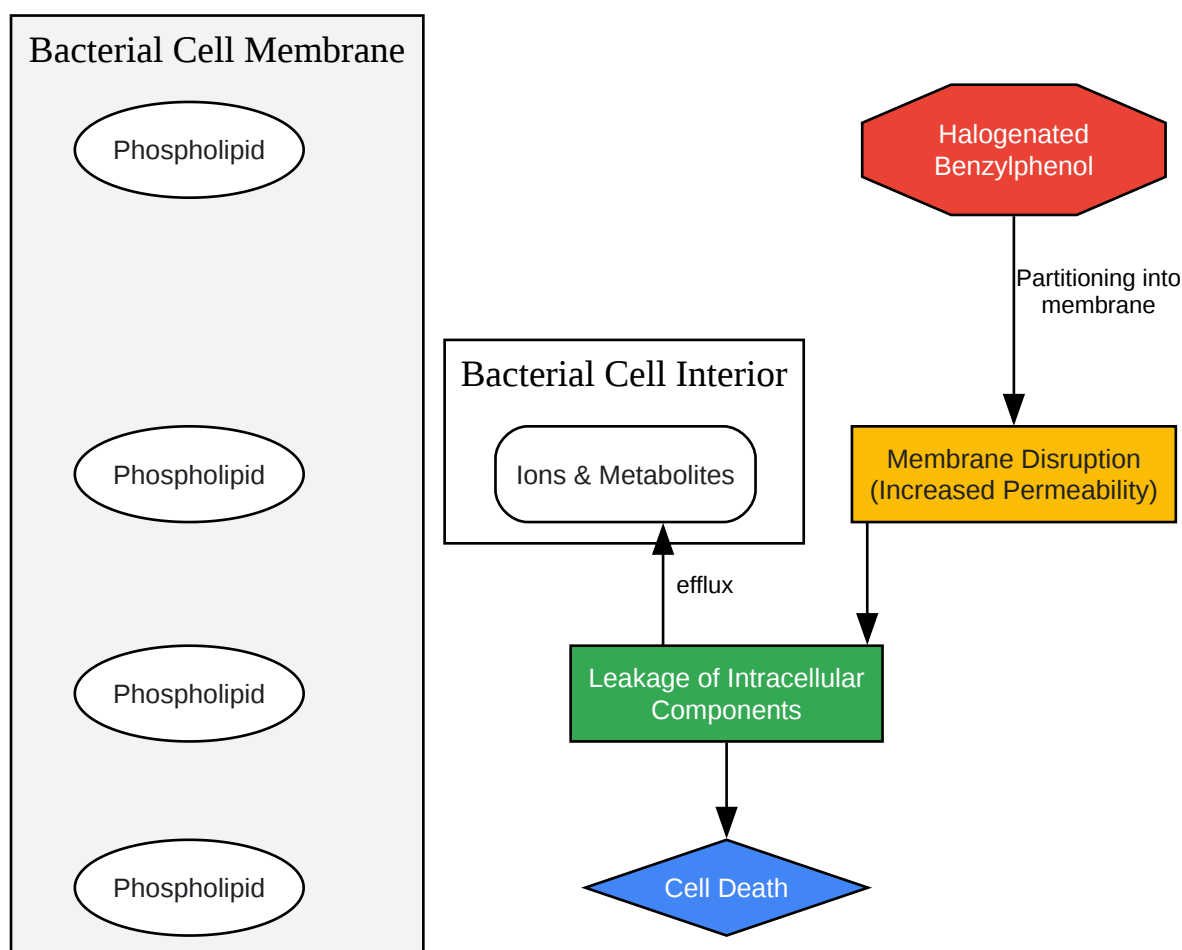 Bacterial Cell Membrane
Phospholipid
Halogenated
Benzylphenol
Partitioning into
membrane
Bacterial Cell Interior
Phospholipid
Ions & Metabolites
Membrane Disruption
(Increased Permeability)
efflux
Phospholipid
Leakage of Intracellular
Components
Phospholipid
Cell Death